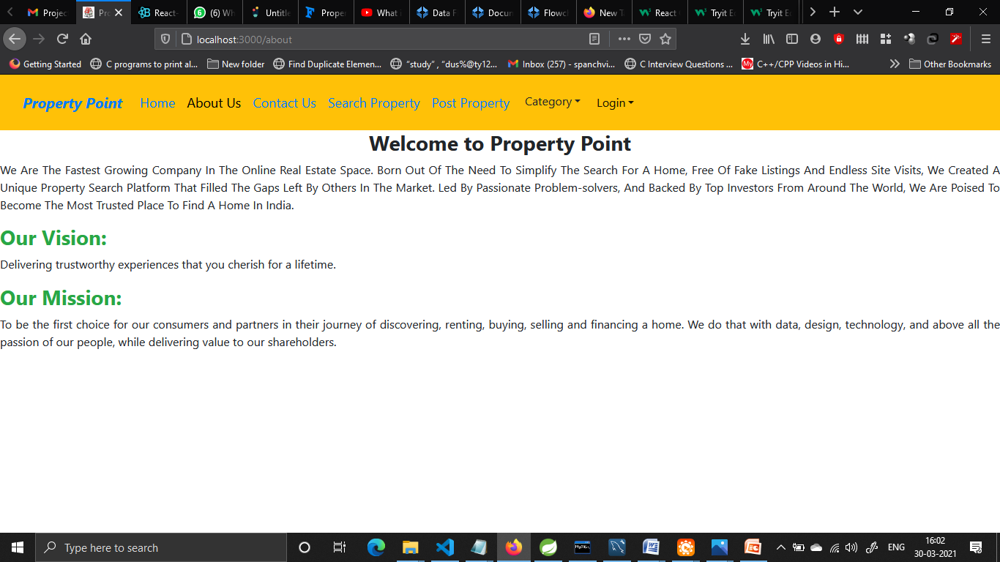 Project
Pro
React-
(6) Wh
Untitle
Proper
What
Data F
Docum
Flowch
New Ta
React
Tryit Ed
Tryit Ed
localhost:3000/about
Getting Started
C programs to print al...
New folder
Find Duplicate Elemen...
“study” , “dus%@ty12...
Inbox (257) - spanchvi...
C Interview Questions ...
C++/CPP Videos in Hi...
Other Bookmarks
Property Point Home About Us Contact Us Search Property Post Property Category Login
Welcome to Property Point
We Are The Fastest Growing Company In The Online Real Estate Space. Born Out Of The Need To Simplify The Search For A Home, Free Of Fake Listings And Endless Site Visits, We Created A
Unique Property Search Platform That Filled The Gaps Left By Others In The Market. Led By Passionate Problem-solvers, And Backed By Top Investors From Around The World, We Are Poised To
Become The Most Trusted Place To Find A Home In India.
Our Vision:
Delivering trustworthy experiences that you cherish for a lifetime.
Our Mission:
To be the first choice for our consumers and partners in their journey of discovering, renting, buying, selling and financing a home. We do that with data, design, technology, and above all the
passion of our people, while delivering value to our shareholders.
Type here to search
ENG
16:02
30-03-2021